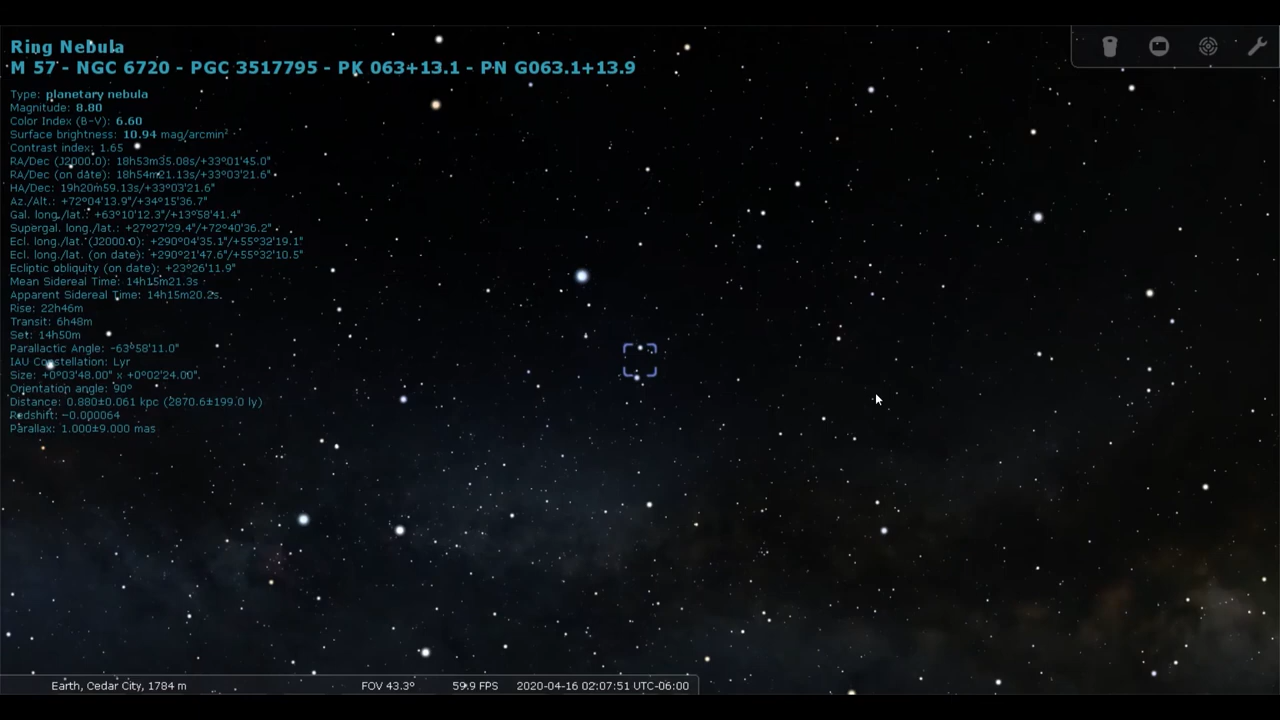 Ring Nebula
M 57 - NGC 6720 - PGC 3517795 - PK 063+13.1 - PN G063.1+13.9
Type: planetary nebula
Magnitude: 8.80
Color Index (B-V): 6.60
Surface brightness: 10.94 mag/arcmin²
Contrast index: 1.65
RA/Dec (J2000.0): 18h53m35.08s/+33°01'45.0"
RA/Dec (on date): 18h54m21.13s/+33°03'21.6"
HA/Dec: 19h20m59.13s/+33°03'21.6"
Az./Alt.: +72°04'13.9"/+34°15'36.7"
Gal. long./lat.: +63°10'12.3"/+13°58'41.4"
Supergal. long./lat.: +27°27'29.4"/+72°40'36.2"
Ecl. long./lat. (J2000.0): +290°04'35.1"/+55°32'19.1"
Ecl. long./lat. (on date): +290°21'47.6"/+55°32'10.5"
Ecliptic obliquity (on date): +23°26'11.9"
Mean Sidereal Time: 14h15m21.3s
Apparent Sidereal Time: 14h15m20.2s
Rise: 22h46m
Transit: 6h48m
Set: 14h50m
Parallactic Angle: -63°58'11.0"
IAU Constellation: Lyr
Size: +0°03'48.00" x +0°02'24.00"
Orientation angle: 90°
Distance: 0.880±0.061 kpc (2870.6±199.0 ly)
Redshift: -0.000064
Parallax: 1.000±9.000 mas
Earth, Cedar City, 1784 m FOV 43.3° 59.9 FPS 2020-04-16 02:07:51 UTC-06:00